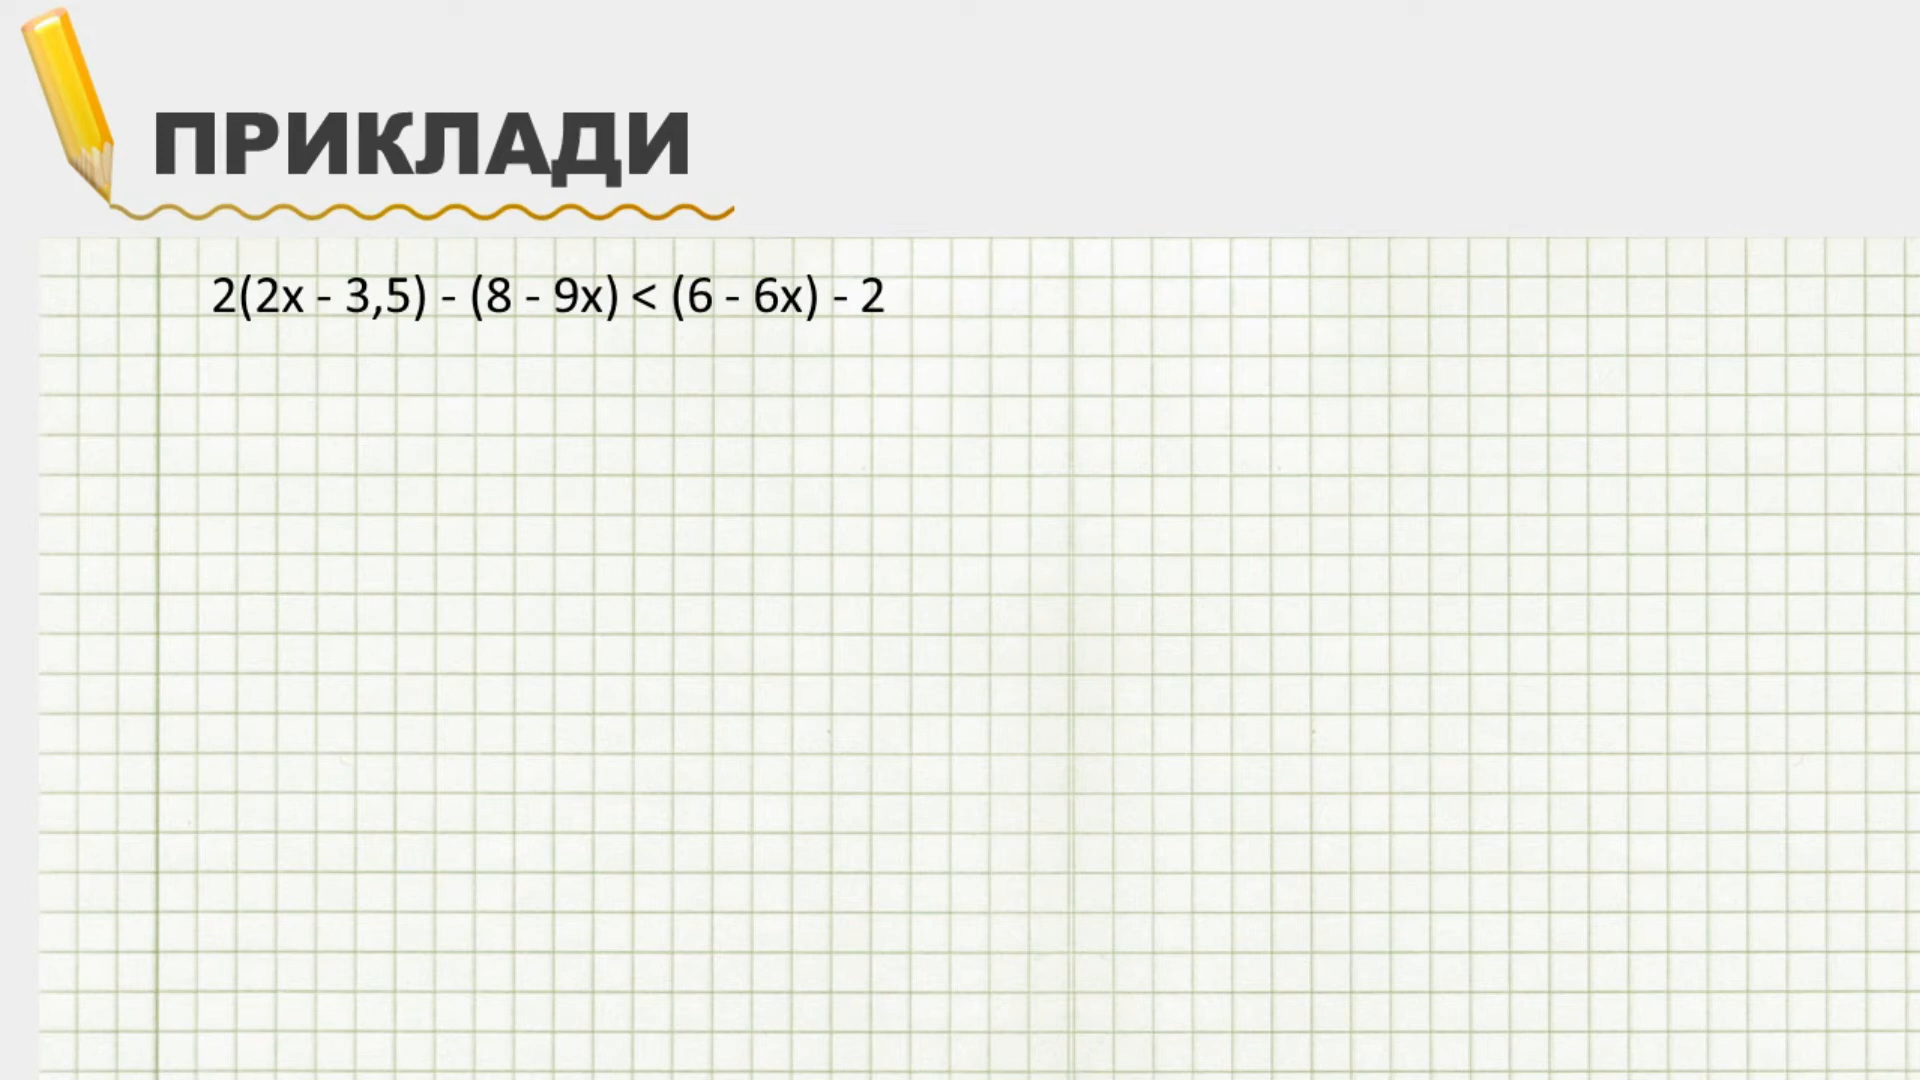 ПРИКЛАДИ
2(2x - 3,5) - (8 - 9x) < (6 - 6x) - 2